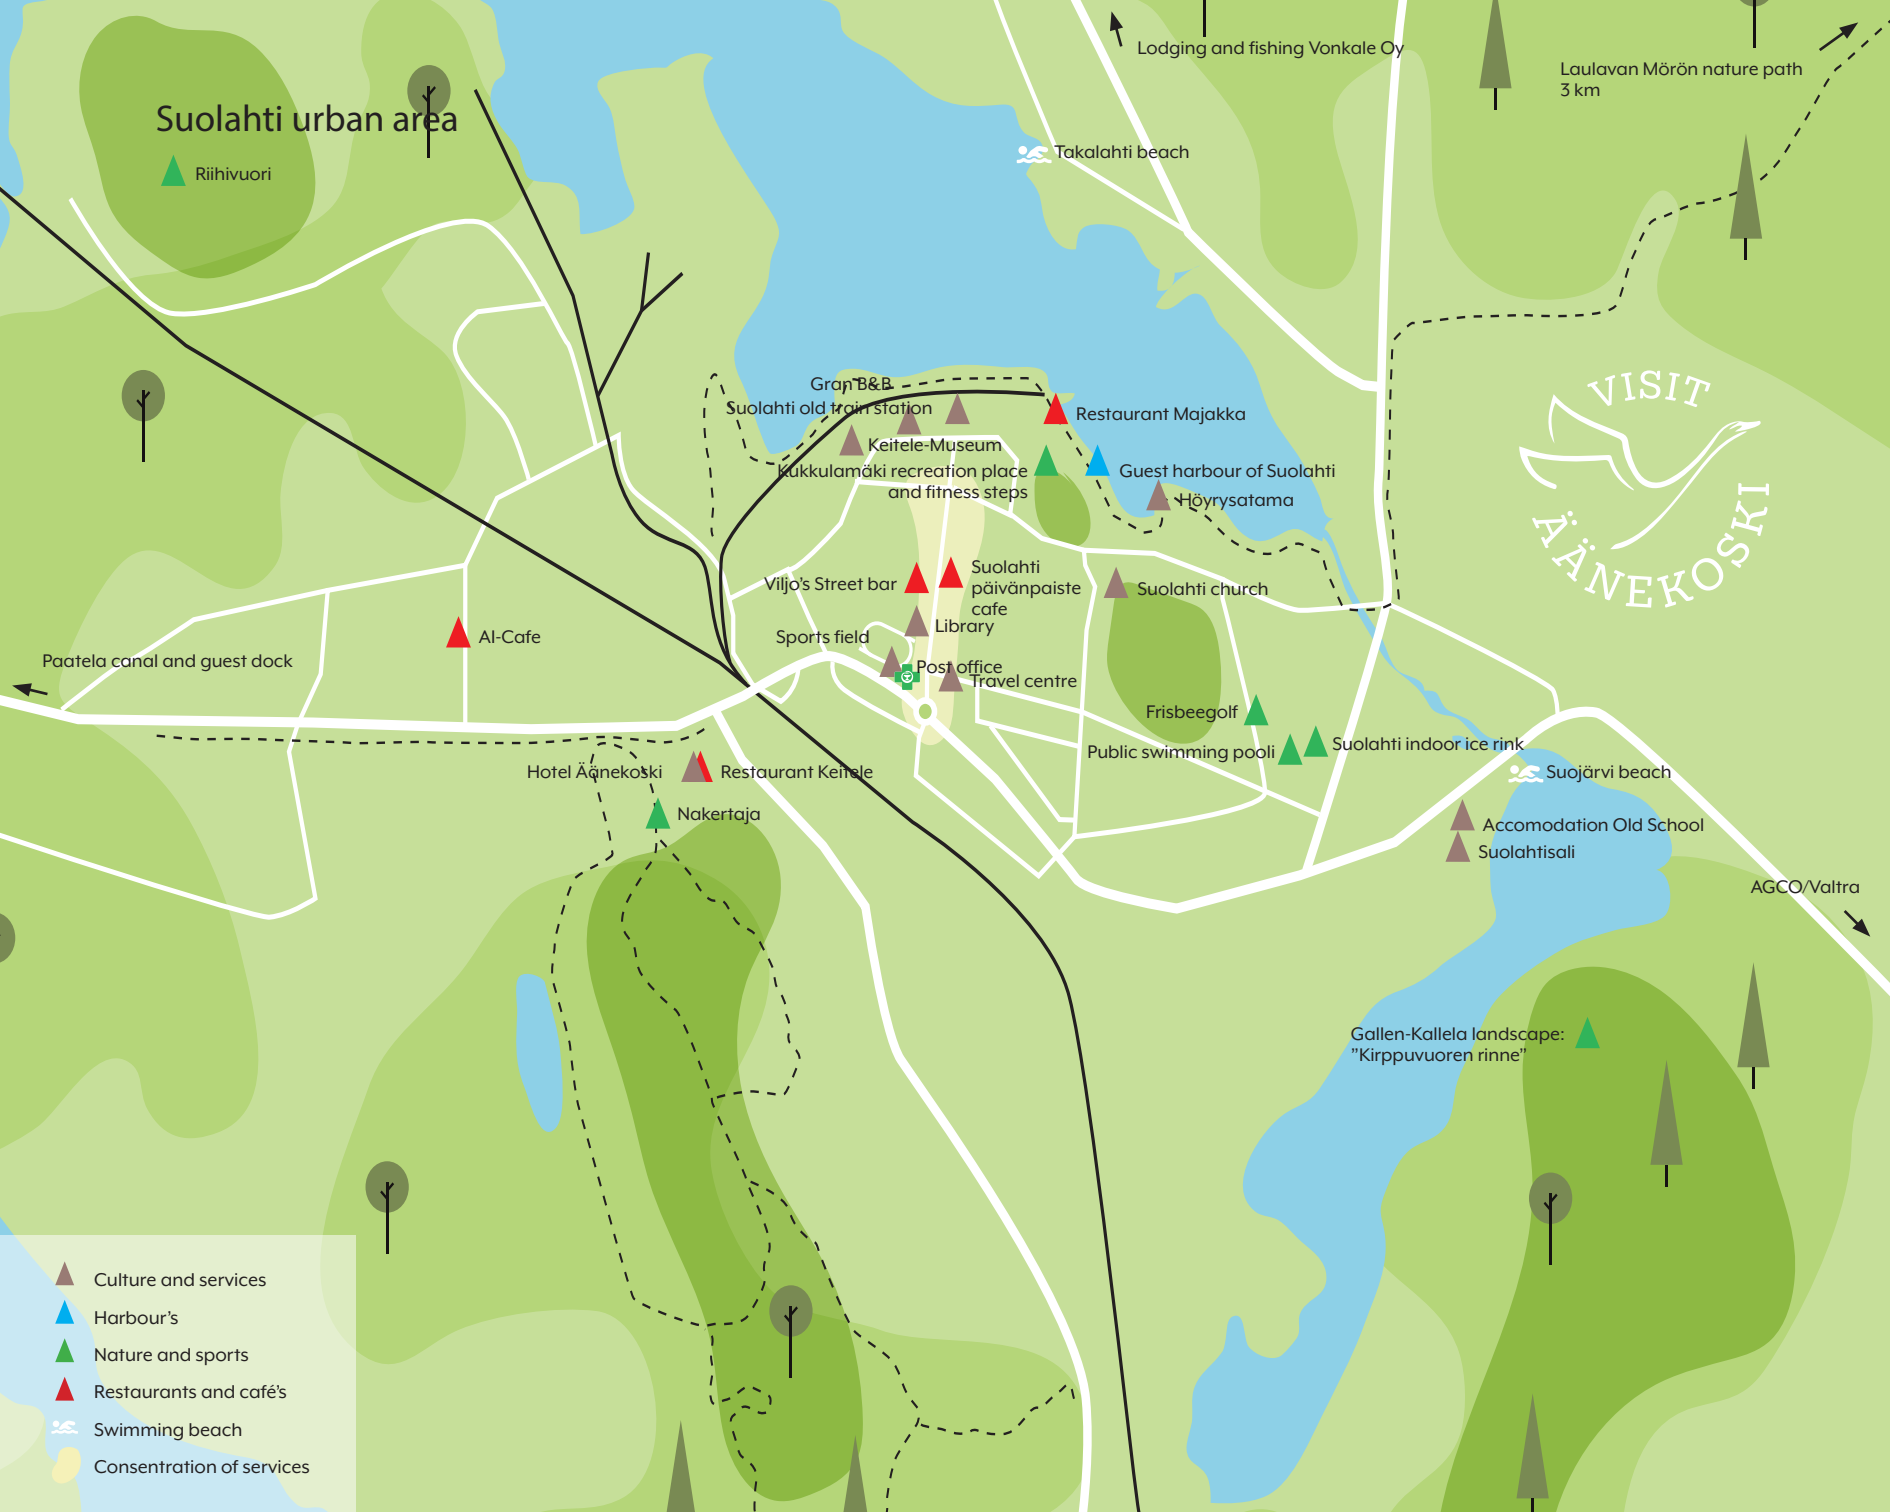 Lodging and fishing Vonkale Oy
Laulavan Mörön nature path
3 km
Suolahti urban area
Riihivuori
Takalahti beach
VISIT
ÄÄNEKOSKI
Gran B&B
Suolahti old train station
Restaurant Majakka
Keitele-Museum
Kukkulamäki recreation place
and fitness steps
Guest harbour of Suolahti
Höyrysatama
Viljo's Street bar
Suolahti
päivänpaiste
cafe
Suolahti church
Library
Sports field
AI-Cafe
Paatela canal and guest dock
Post office
Travel centre
Frisbeegolf
Public swimming pooli
Suolahti indoor ice rink
Hotel Äänekoski
Restaurant Keitele
Suojärvi beach
Nakertaja
Accomodation Old School
Suolahtisali
AGCO/Valtra
Gallen-Kallela landscape:
”Kirppuvuoren rinne”
Culture and services
Harbour's
Nature and sports
Restaurants and café's
Swimming beach
Consentration of services